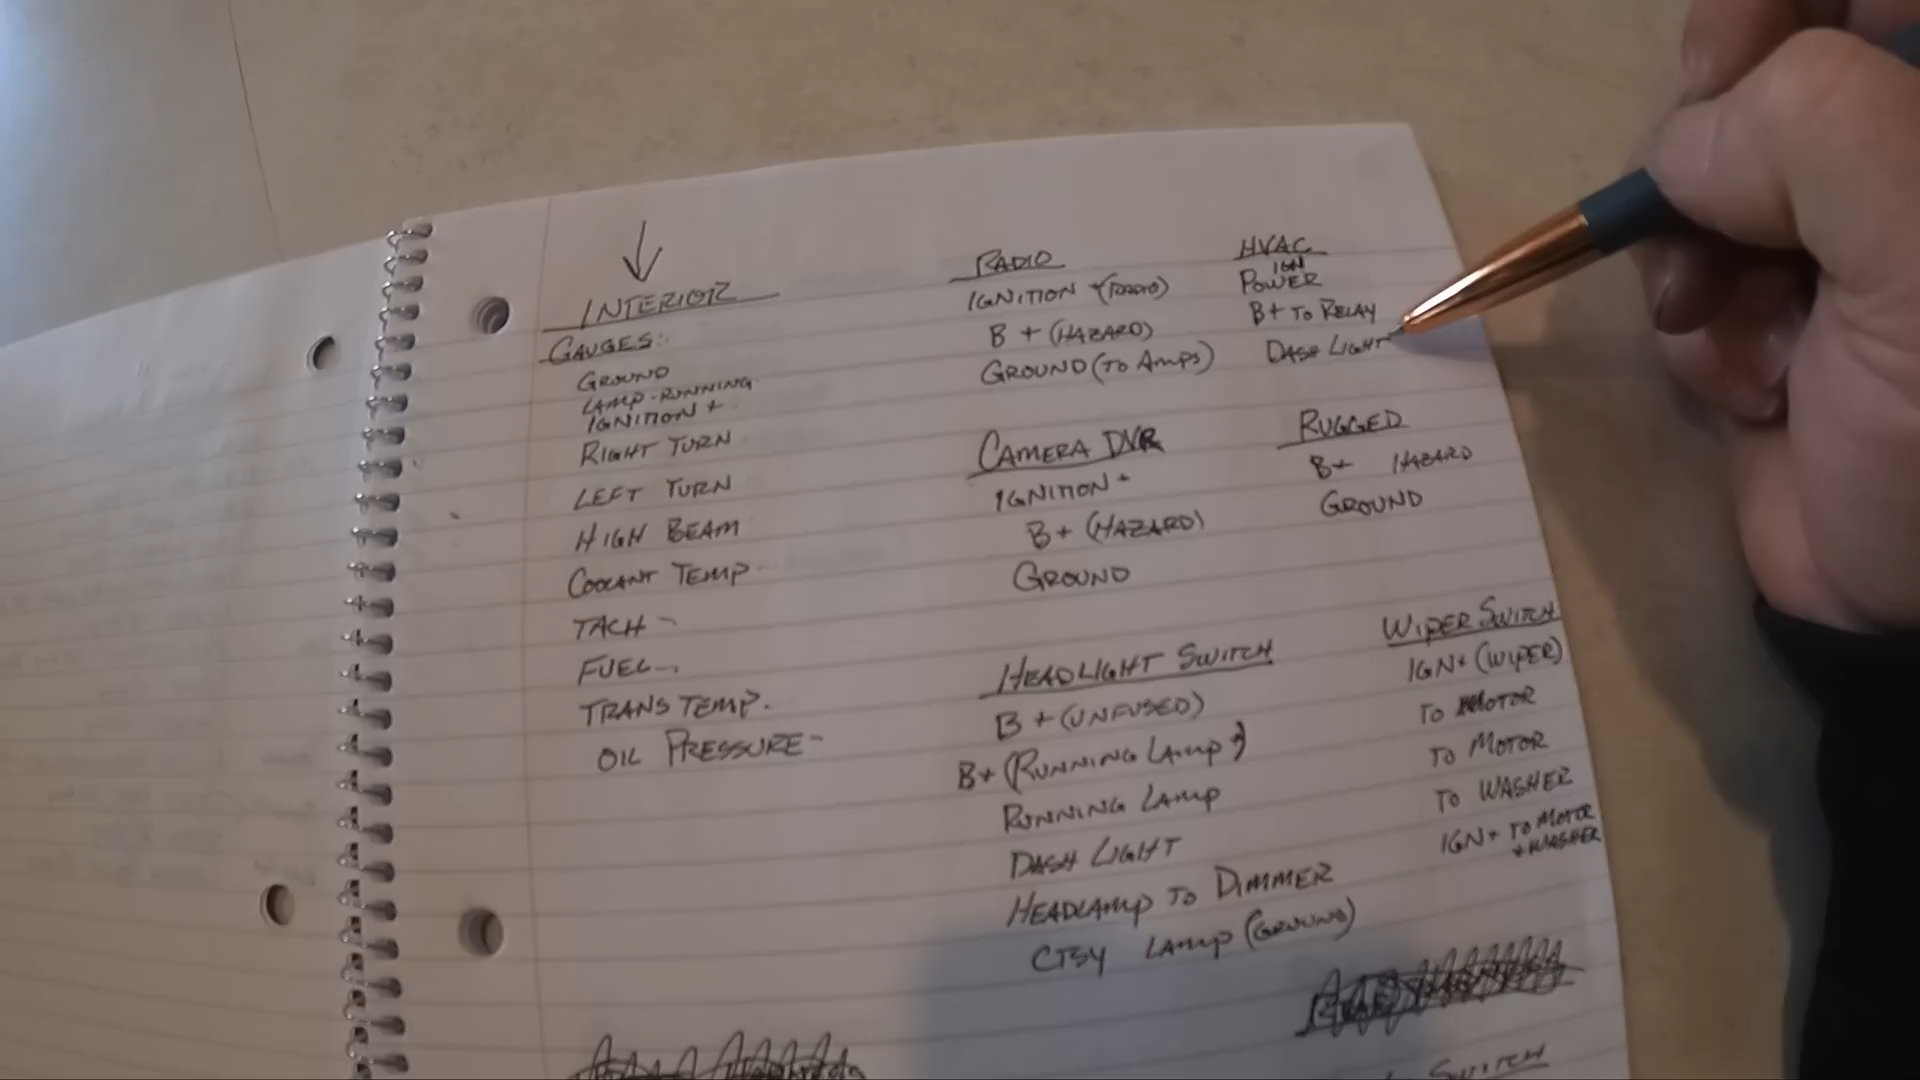 INTERIOR
GAUGES:
GROUND
LAMP-RUNNING
IGNITION +
RIGHT TURN
LEFT TURN
HIGH BEAM
COOLANT TEMP
TACH -
FUEL -
TRANS TEMP.
OIL PRESSURE -
RADIO
IGNITION + (RADIO)
B + (HAZARD)
GROUND (TO AMPS)
HVAC
IGN
POWER
B+ TO RELAY
DASH LIGHT
CAMERA DVR
IGNITION +
B + (HAZARD)
GROUND
RUGGED
B+ HAZARD
GROUND
HEADLIGHT SWITCH
B + (UNFUSED)
B+ (RUNNING LAMP +)
RUNNING LAMP
DASH LIGHT
HEADLAMP TO DIMMER
CTSY LAMP (GROUND)
WIPER SWITCH
IGN+ (WIPER)
TO MOTOR
TO MOTOR
TO WASHER
IGN+ TO MOTOR
+ WASHER
SWITCH